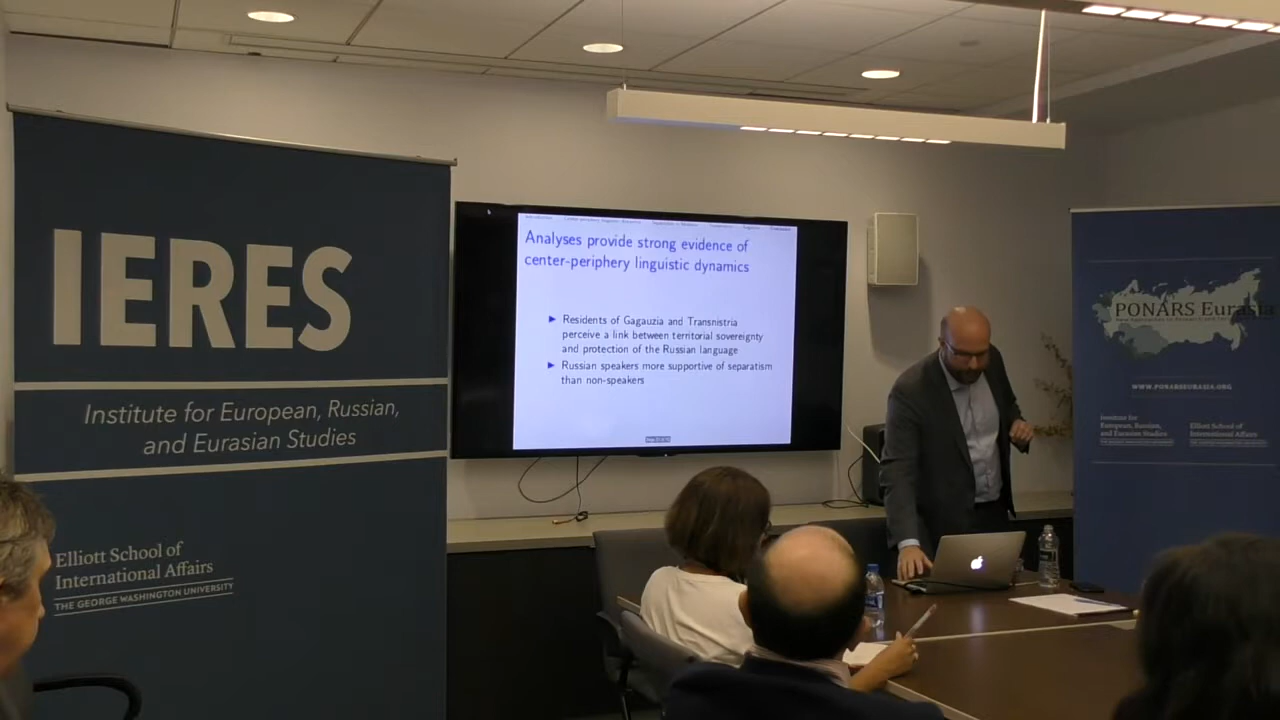 IERES
Institute for European, Russian,
and Eurasian Studies
Elliott School of
International Affairs
THE GEORGE WASHINGTON UNIVERSITY
Analyses provide strong evidence of
center-periphery linguistic dynamics
Residents of Gagauzia and Transnistria
perceive a link between territorial sovereignty
and protection of the Russian language
Russian speakers more supportive of separatism
than non-speakers
PONARS Eurasia
WWW.PONARSEURASIA.ORG
Institute for
European, Russian,
and Eurasian Studies
Elliott School of
International Affairs